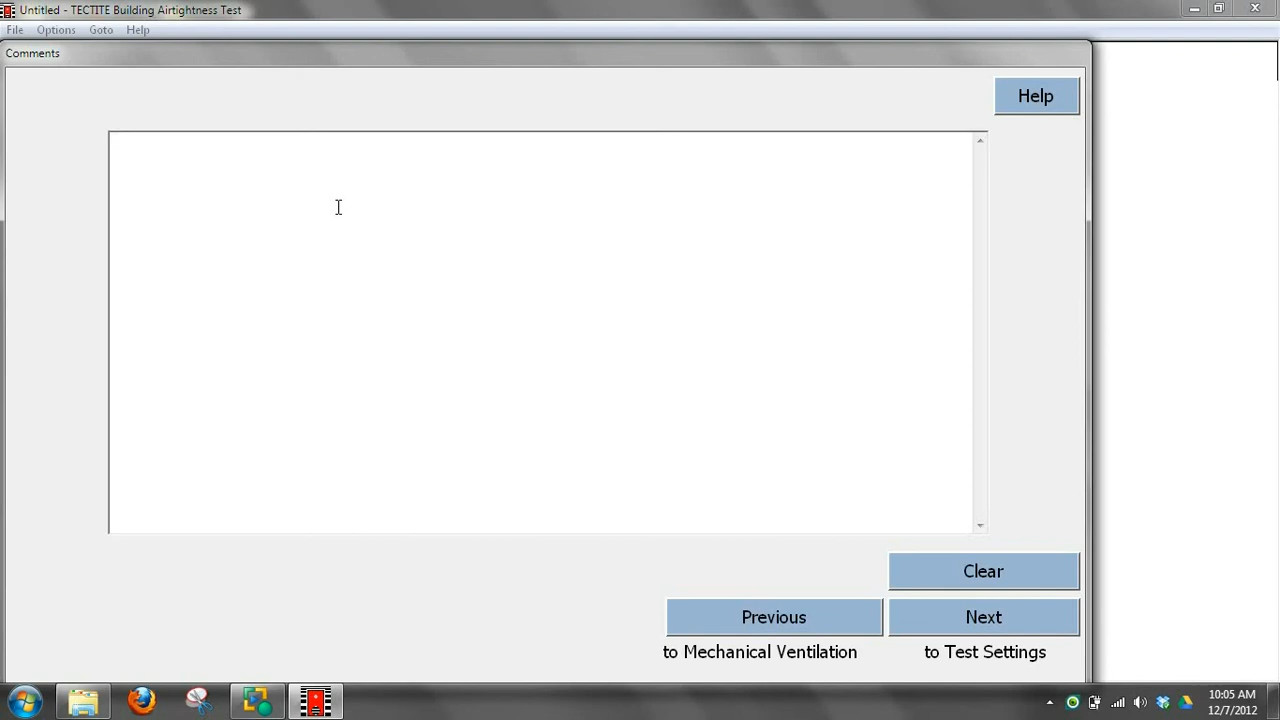 Untitled - TECTITE Building Airtightness Test
File Options Goto Help
Comments
Help
Clear
Previous Next
to Mechanical Ventilation to Test Settings
10:05 AM
12/7/2012